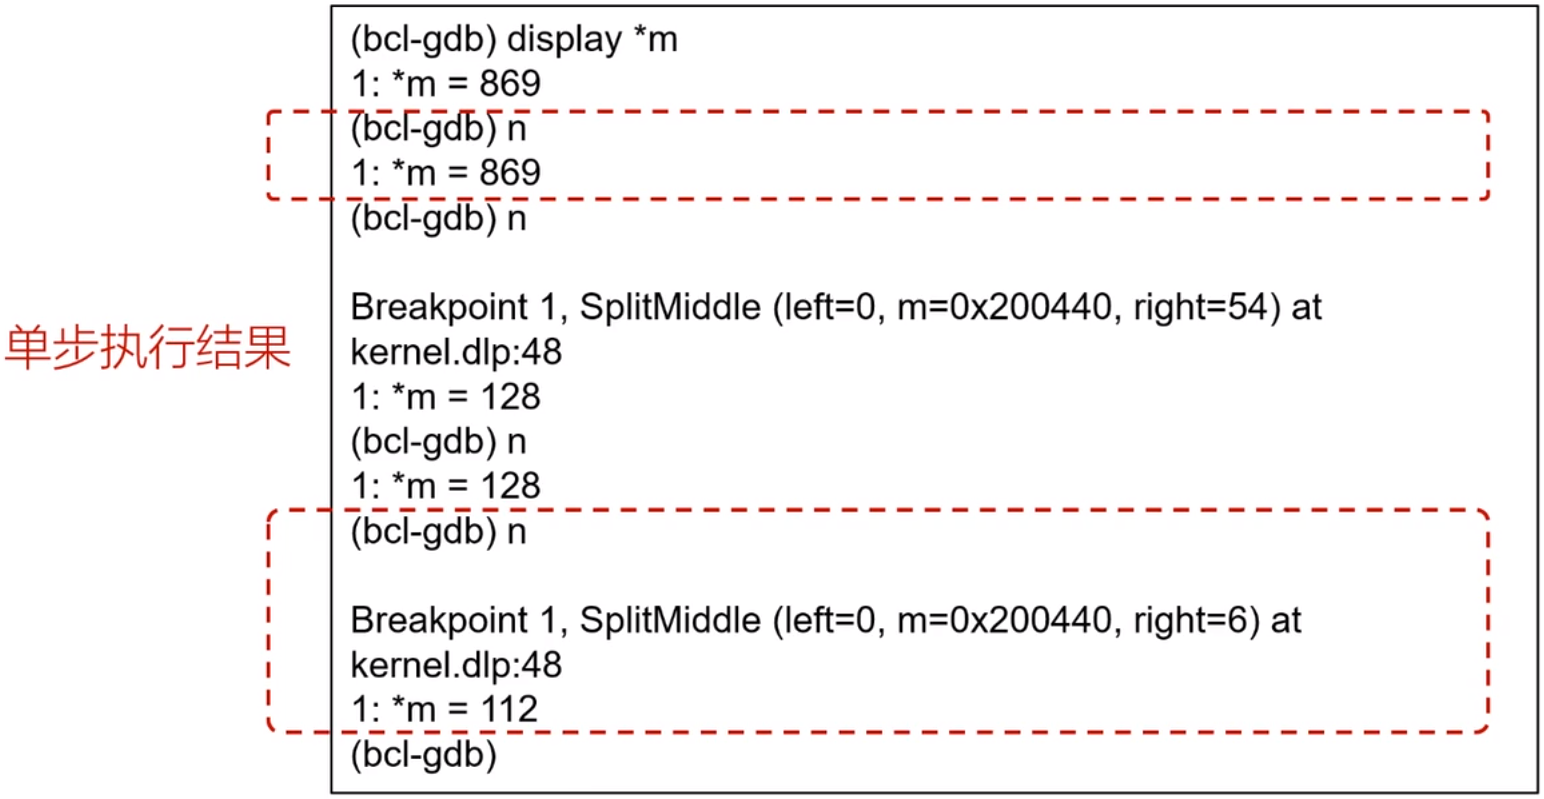 (bcl-gdb) display *m
1: *m = 869
(bcl-gdb) n
1: *m = 869
(bcl-gdb) n
Breakpoint 1, SplitMiddle (left=0, m=0x200440, right=54) at
kernel.dlp:48
1: *m = 128
(bcl-gdb) n
1: *m = 128
(bcl-gdb) n
Breakpoint 1, SplitMiddle (left=0, m=0x200440, right=6) at
kernel.dlp:48
1: *m = 112
(bcl-gdb)
单步执行结果